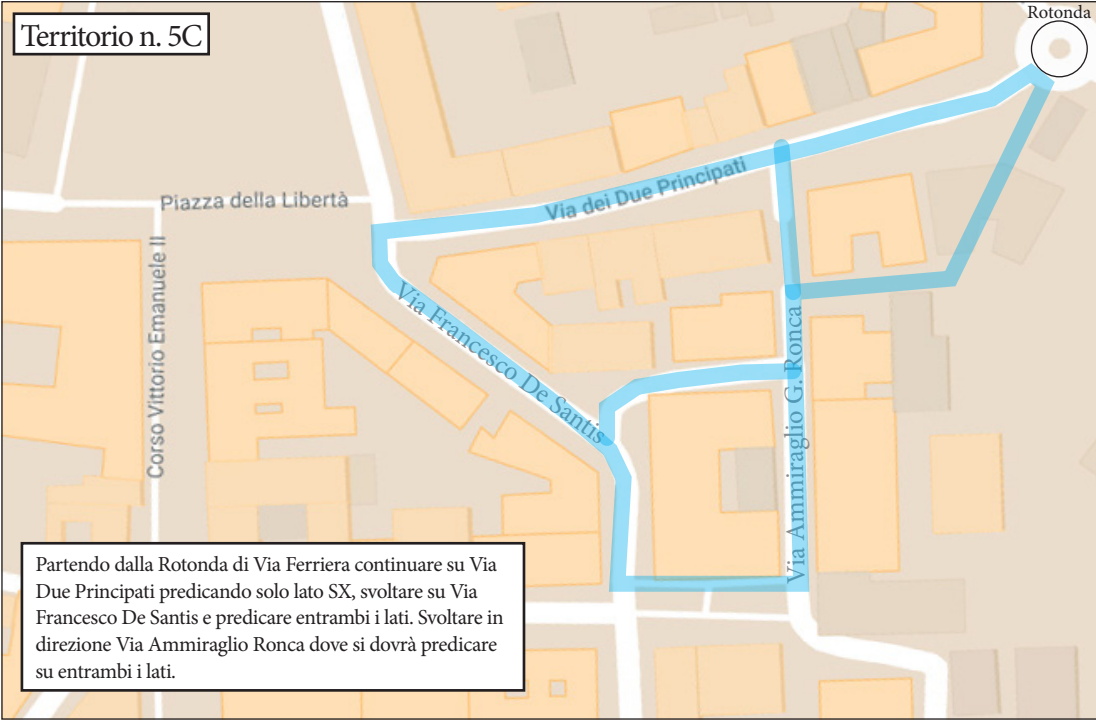 Territorio n. 5C
Rotonda
Via dei Due Principati
Piazza della Libertà
Corso Vittorio Emanuele II
Via Francesco De Santis
Via Ammiraglio G. Ronca
Partendo dalla Rotonda di Via Ferriera continuare su Via
Due Principati predicando solo lato SX, svoltare su Via
Francesco De Santis e predicare entrambi i lati. Svoltare in
direzione Via Ammiraglio Ronca dove si dovrà predicare
su entrambi i lati.